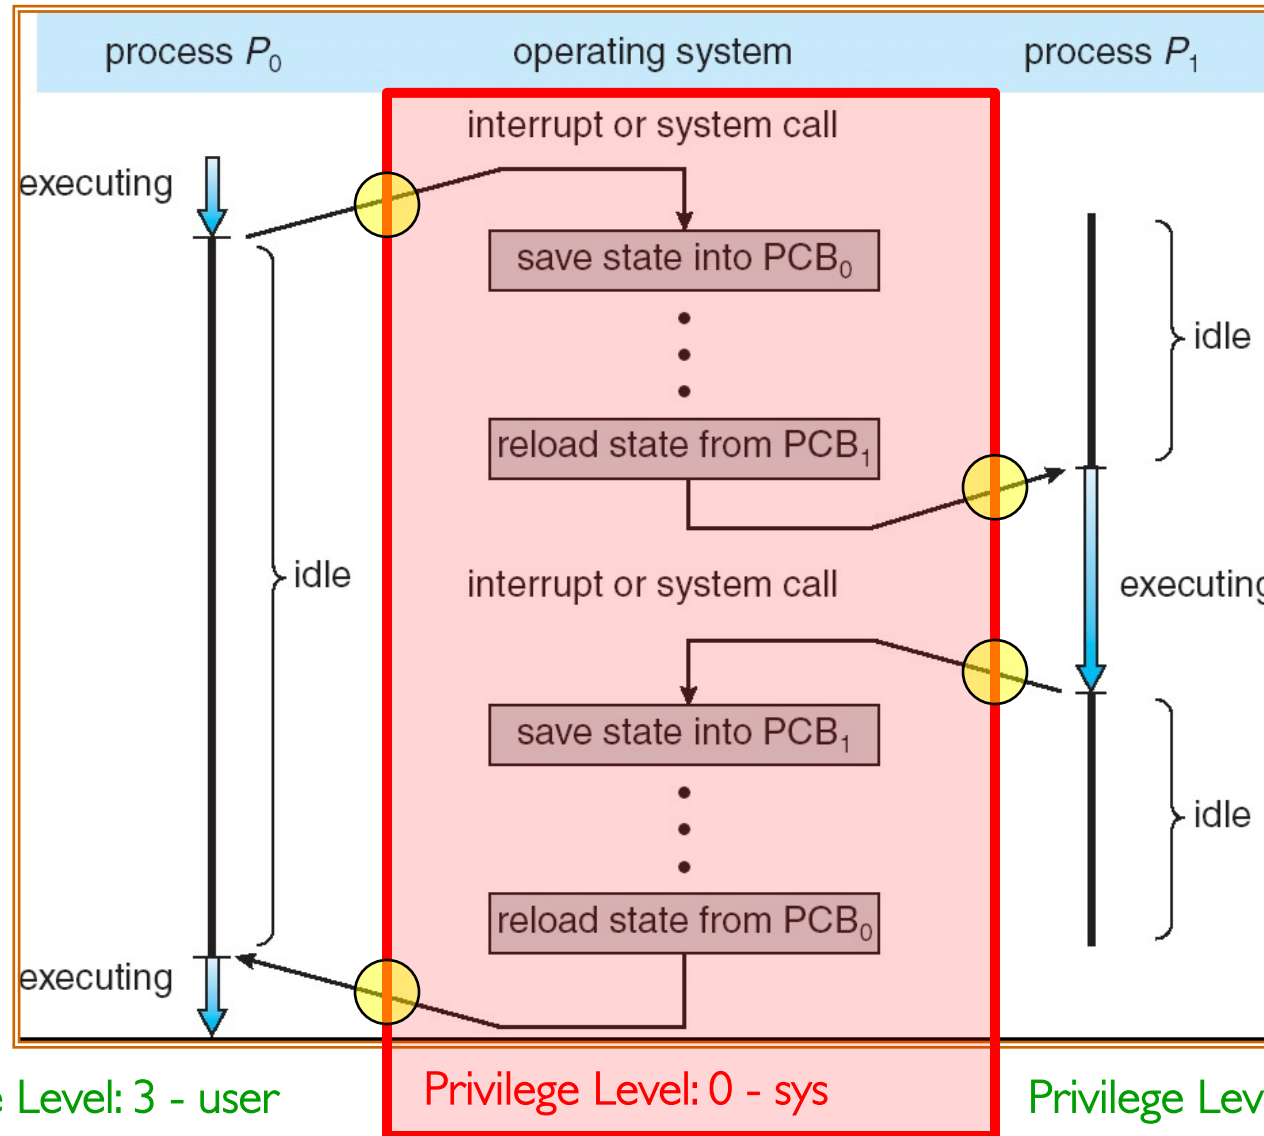 process P₀ operating system process P₁
interrupt or system call
executing
save state into PCB₀
idle
reload state from PCB₁
idle
interrupt or system call
executing
save state into PCB₁
idle
reload state from PCB₀
executing
Level: 3 - user
Privilege Level: 0 - sys
Privilege